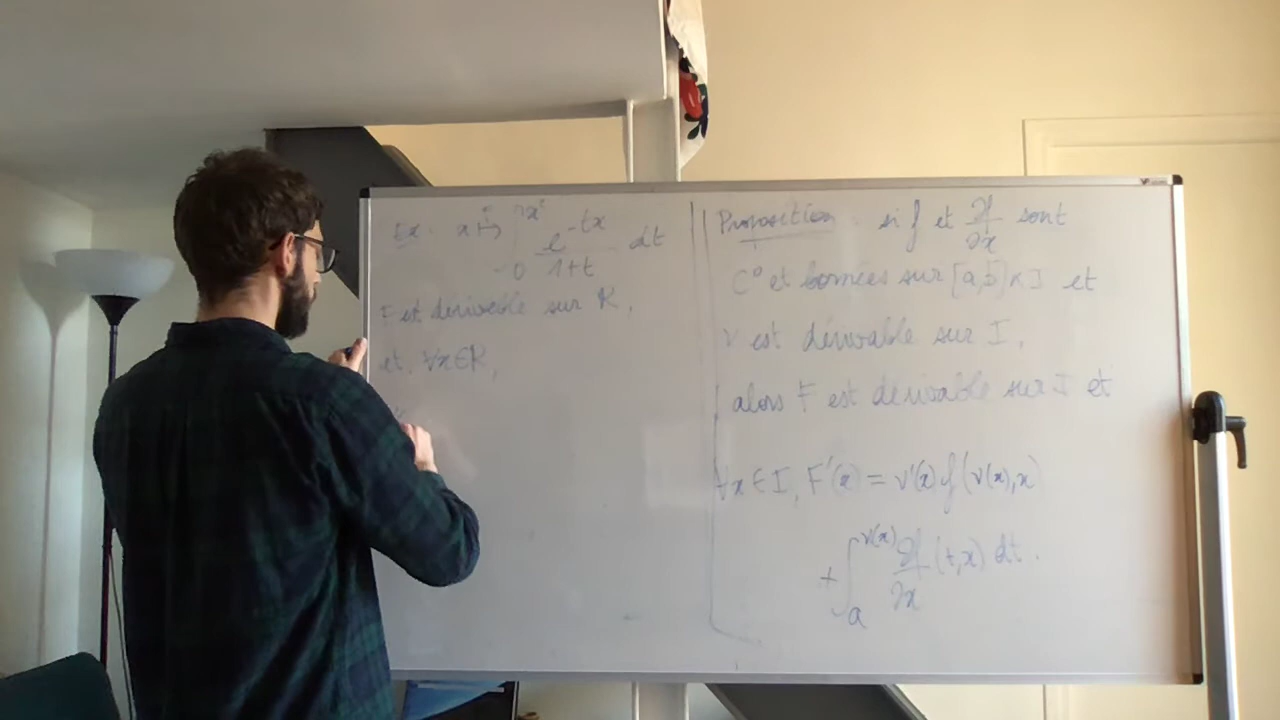 Ex: x ↦ ∫₀^{x²} e^{-tx}/(1+t) dt
F est dérivable sur ℝ,
et, ∀x∈ℝ,
Proposition : si f et ∂f/∂x sont
C⁰ et bornées sur [a,b]×I et
v est dérivable sur I,
alors F est dérivable sur I et
∀x∈I, F'(x) = v'(x) f(v(x),x)
+ ∫ₐ^{v(x)} ∂f/∂x (t,x) dt.